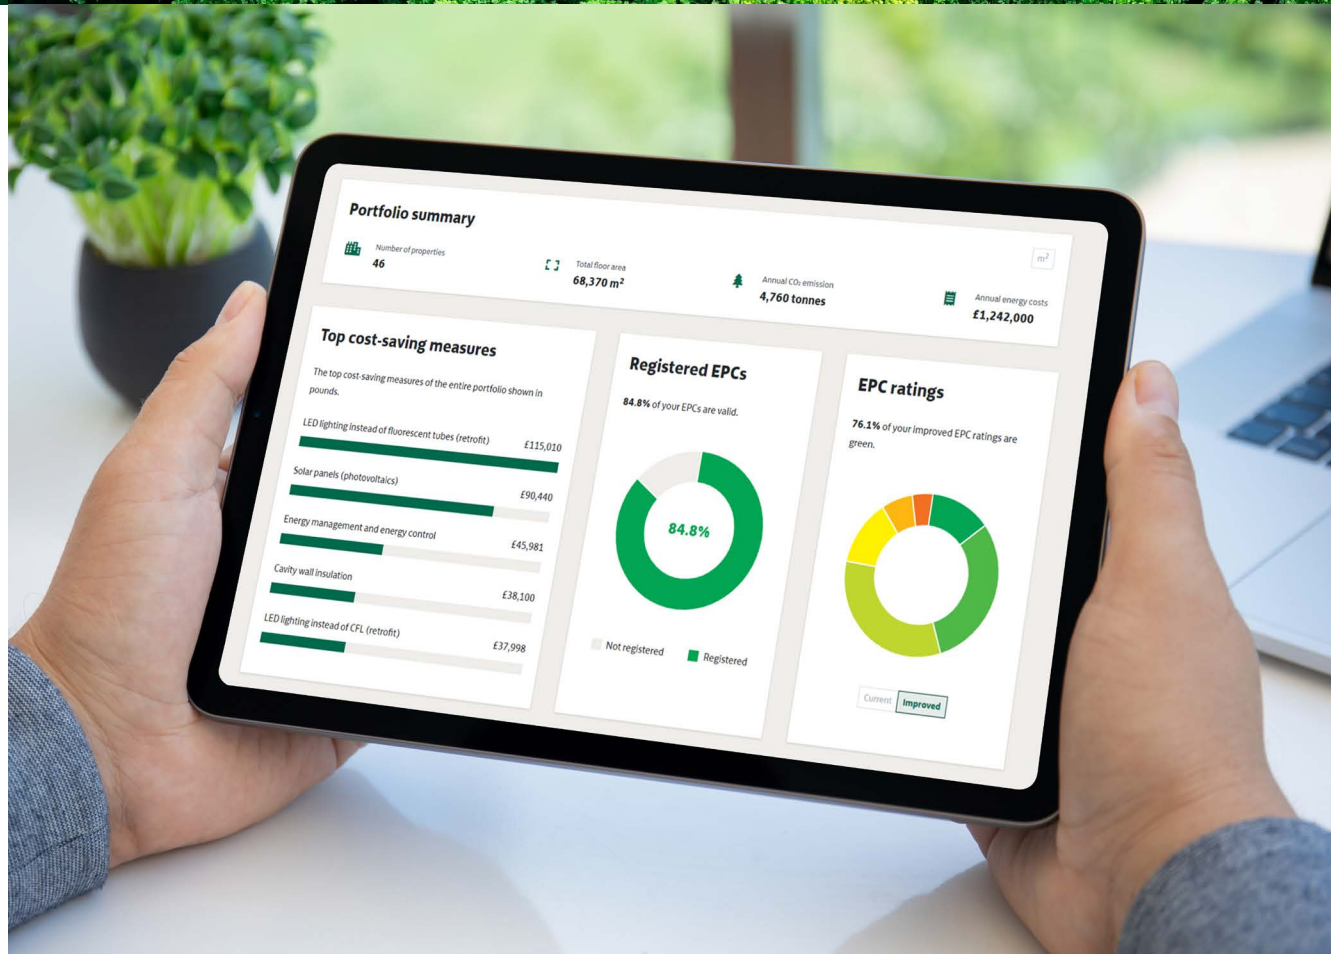 Portfolio summary
m²
Number of properties
46
Total floor area
68,370 m²
Annual CO₂ emission
4,760 tonnes
Annual energy costs
£1,242,000
Top cost-saving measures
The top cost-saving measures of the entire portfolio shown in
pounds.
LED lighting instead of fluorescent tubes (retrofit) £115,010
Solar panels (photovoltaics) £90,440
Energy management and energy control £45,981
Cavity wall insulation £38,100
LED lighting instead of CFL (retrofit) £37,998
Registered EPCs
84.8% of your EPCs are valid.
84.8%
Not registered Registered
EPC ratings
76.1% of your improved EPC ratings are
green.
Current Improved